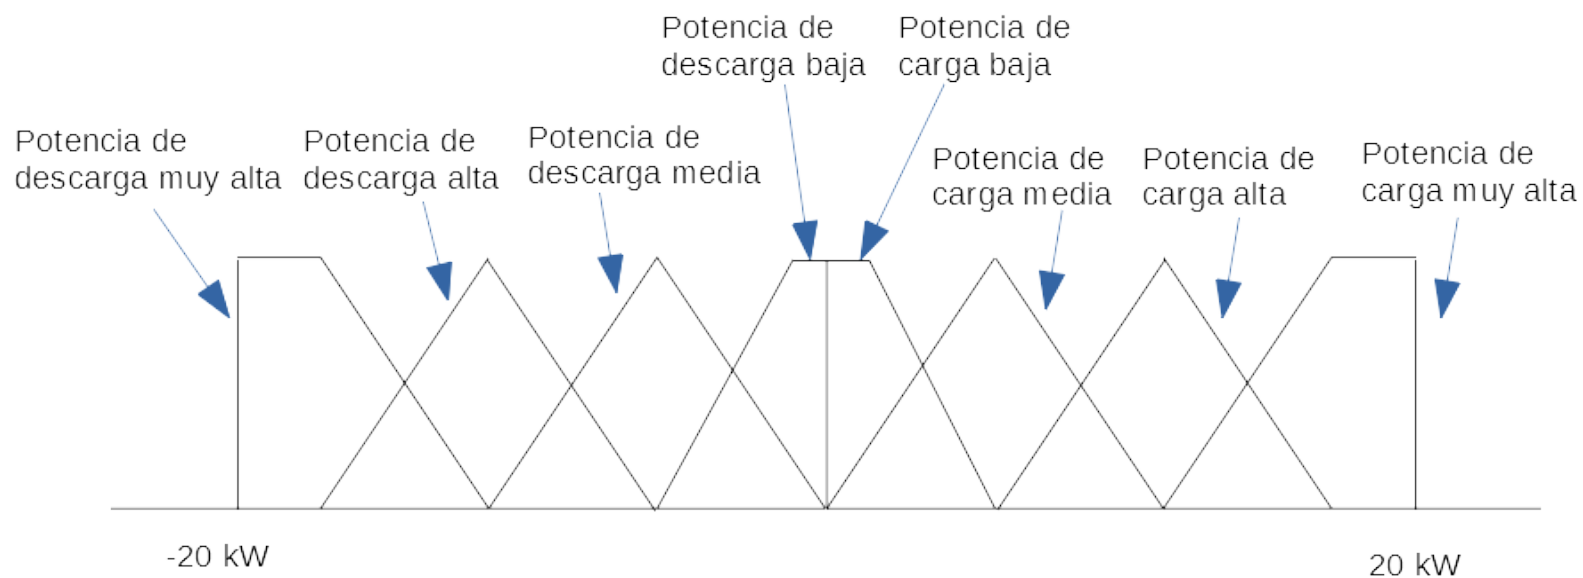 Potencia de
descarga muy alta
Potencia de
descarga alta
Potencia de
descarga media
Potencia de
descarga baja
Potencia de
carga baja
Potencia de
carga media
Potencia de
carga alta
Potencia de
carga muy alta
-20 kW
20 kW